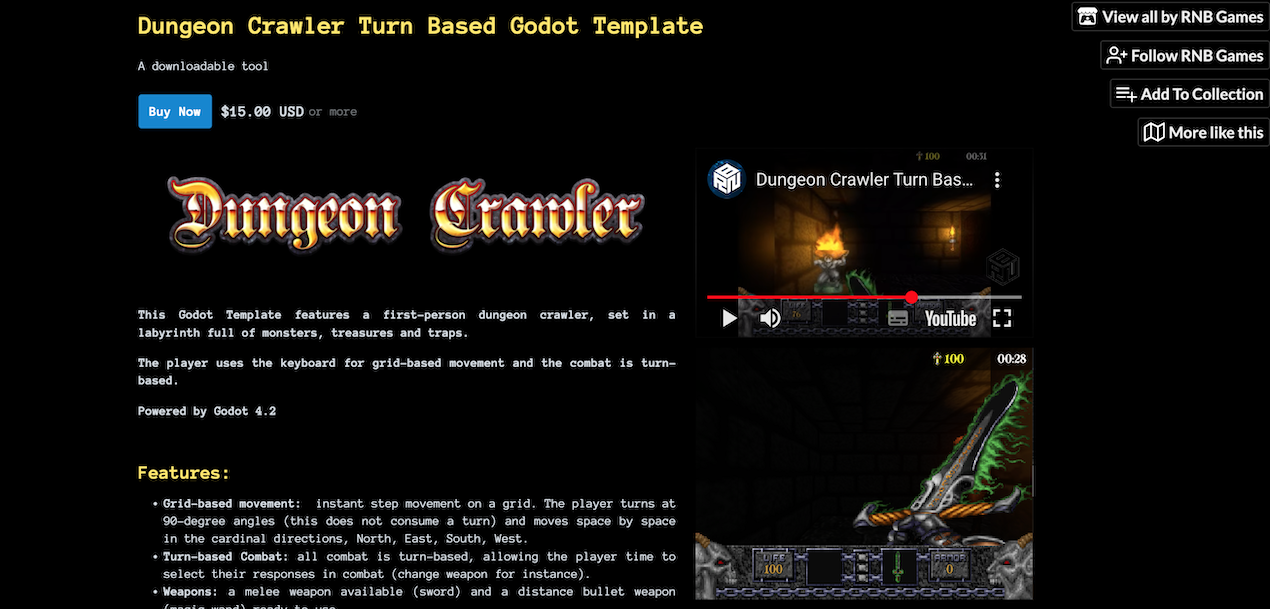 Dungeon Crawler Turn Based Godot Template
View all by RNB Games
Follow RNB Games
Add To Collection
More like this
A downloadable tool
Buy Now $15.00 USD or more
Dungeon Crawler
This Godot Template features a first-person dungeon crawler, set in a
labyrinth full of monsters, treasures and traps.
The player uses the keyboard for grid-based movement and the combat is turn-
based.
Powered by Godot 4.2
Features:
• Grid-based movement: instant step movement on a grid. The player turns at
90-degree angles (this does not consume a turn) and moves space by space
in the cardinal directions, North, East, South, West.
• Turn-based Combat: all combat is turn-based, allowing the player time to
select their responses in combat (change weapon for instance).
• Weapons: a melee weapon available (sword) and a distance bullet weapon
(magic wand) ready to use
100 00:31
Dungeon Crawler Turn Bas...
76
YouTube
100 00:28
LIFE
100
ARMOR
0